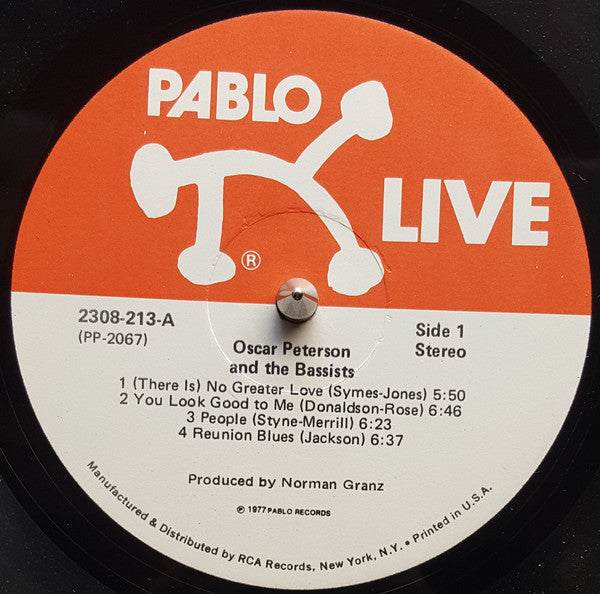 PABLO
LIVE
®
2308-213-A
(PP-2067)
Side 1
Stereo
Oscar Peterson
and the Bassists
1 (There Is) No Greater Love (Symes-Jones) 5:50
2 You Look Good to Me (Donaldson-Rose) 6:46
3 People (Styne-Merrill) 6:23
4 Reunion Blues (Jackson) 6:37
Produced by Norman Granz
℗ 1977 PABLO RECORDS
Manufactured & Distributed by RCA Records, New York, N.Y. • Printed in U.S.A.